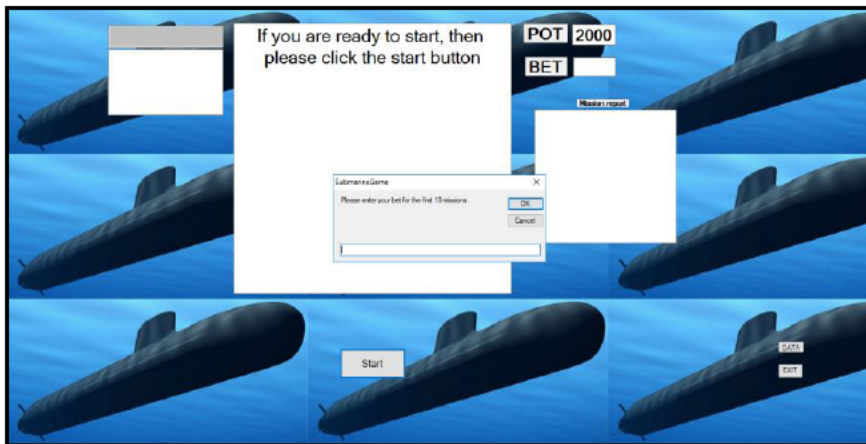 If you are ready to start, then
please click the start button
POT 2000
BET
Mission report
SubmarineGame
Please enter your bet for the first 10 missions
OK
Cancel
Start
DATA
EXIT